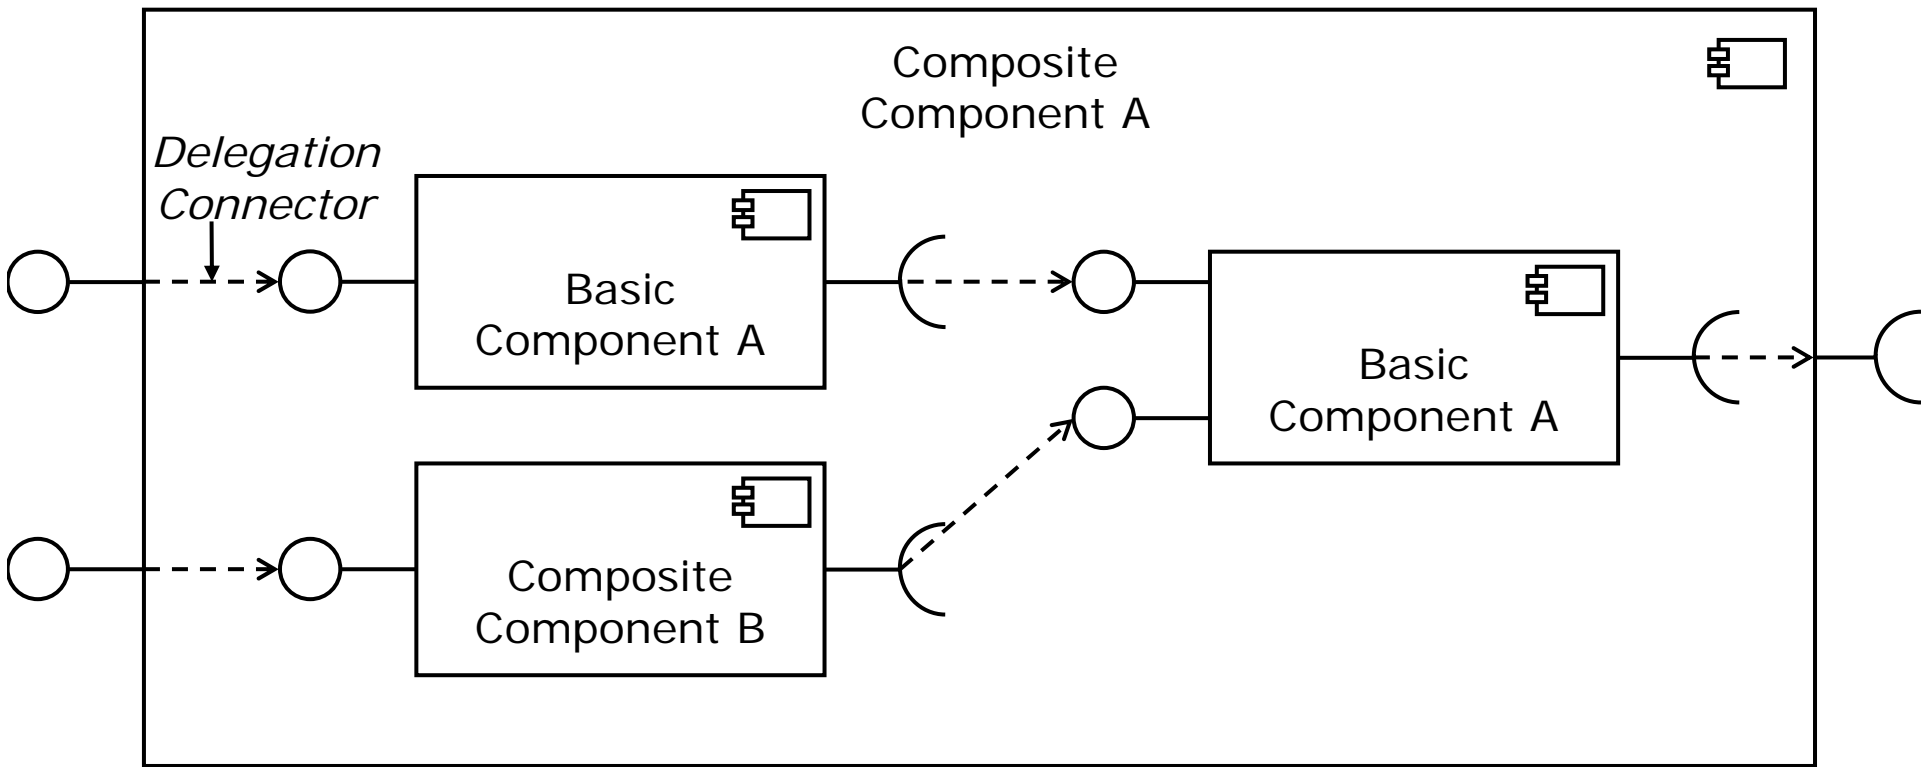 Composite
Component A
Delegation
Connector
Basic
Component A
Basic
Component A
Composite
Component B